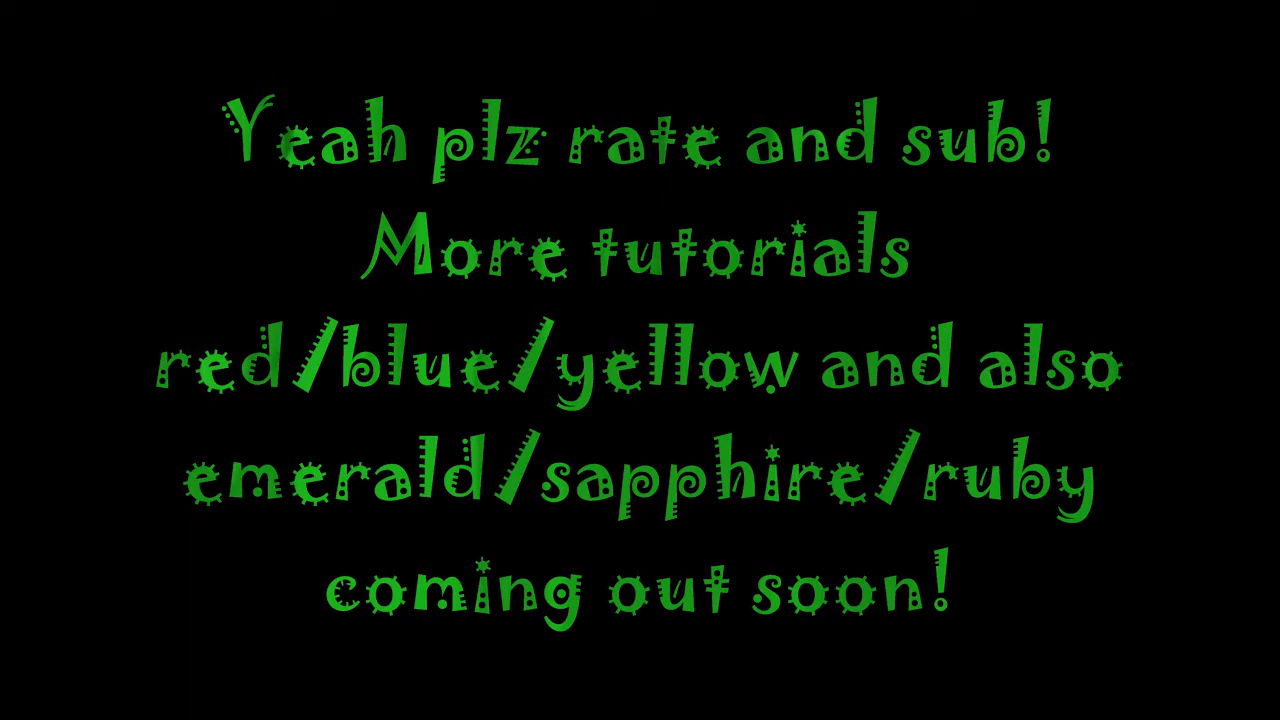 Yeah plz rate and sub!
More tutorials
red/blue/yellow and also
emerald/sapphire/ruby
coming out soon!